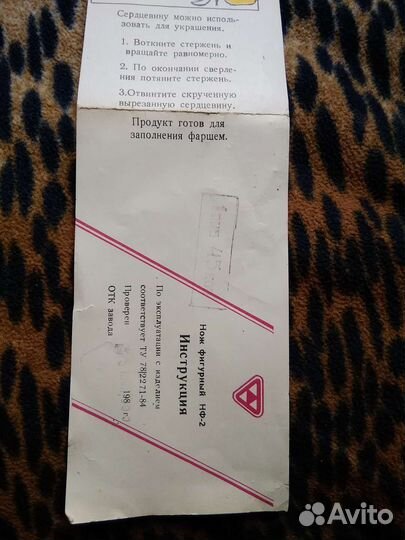 Сердцевину можно исполь-
зовать для украшения.
1. Воткните стержень и
вращайте равномерно.
2. По окончании сверле-
ния потяните стержень.
3.Отвинтите скрученную
вырезанную сердцевину.
Продукт готов для
заполнения фаршем.
Нож фигурный НФ-2
Инструкция
По эксплуатации с изделием
соответствует ТУ 78|2271-84
Проверен
ОТК завода
198 г.
Avito